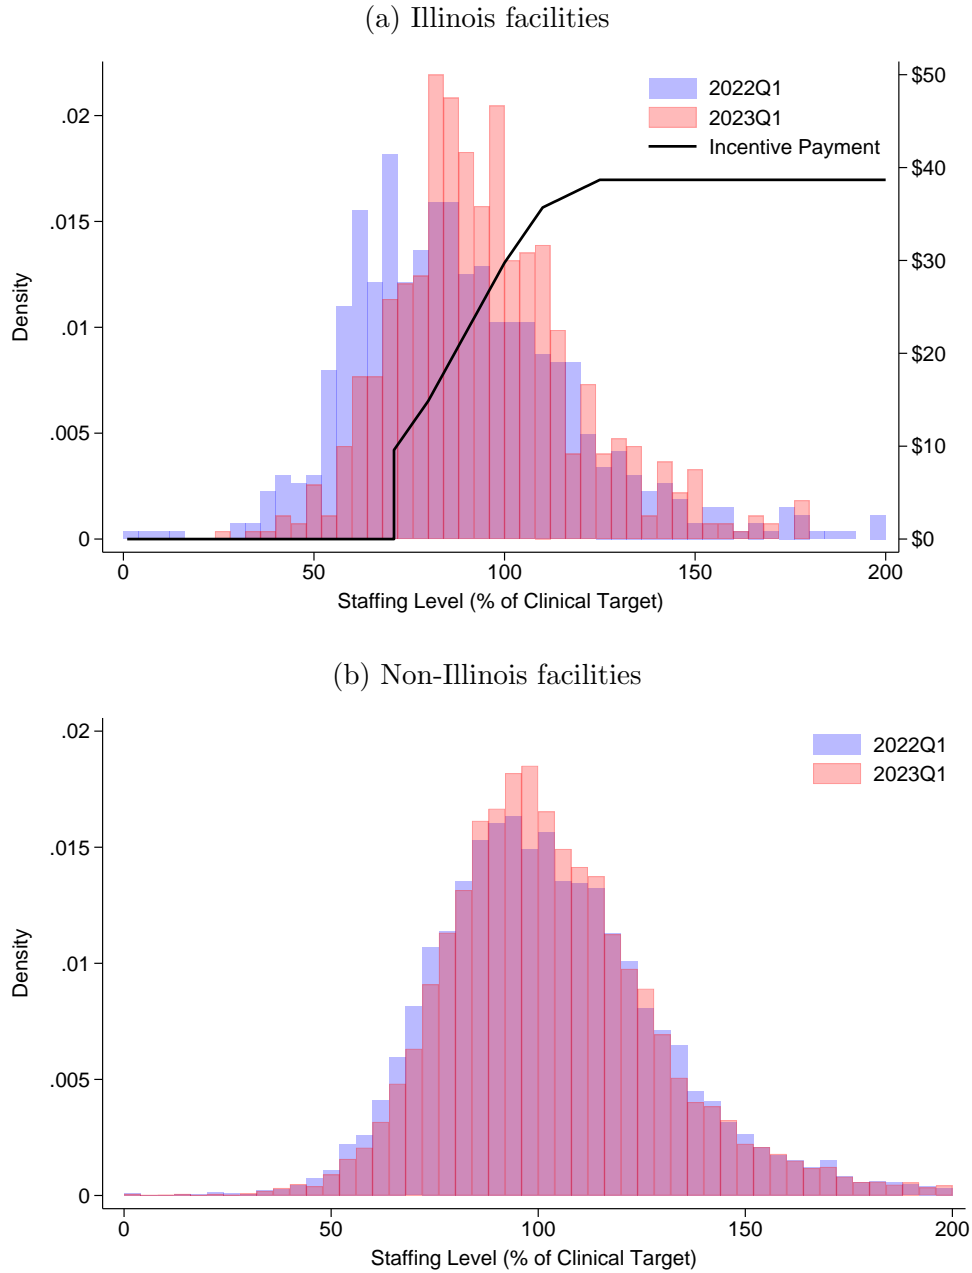 (a) Illinois facilities
2022Q1
2023Q1
Incentive Payment
Density
.02
.015
.01
.005
0
$50
$40
$30
$20
$10
$0
0 50 100 150 200
Staffing Level (% of Clinical Target)
(b) Non-Illinois facilities
2022Q1
2023Q1
Density
.02
.015
.01
.005
0
0 50 100 150 200
Staffing Level (% of Clinical Target)